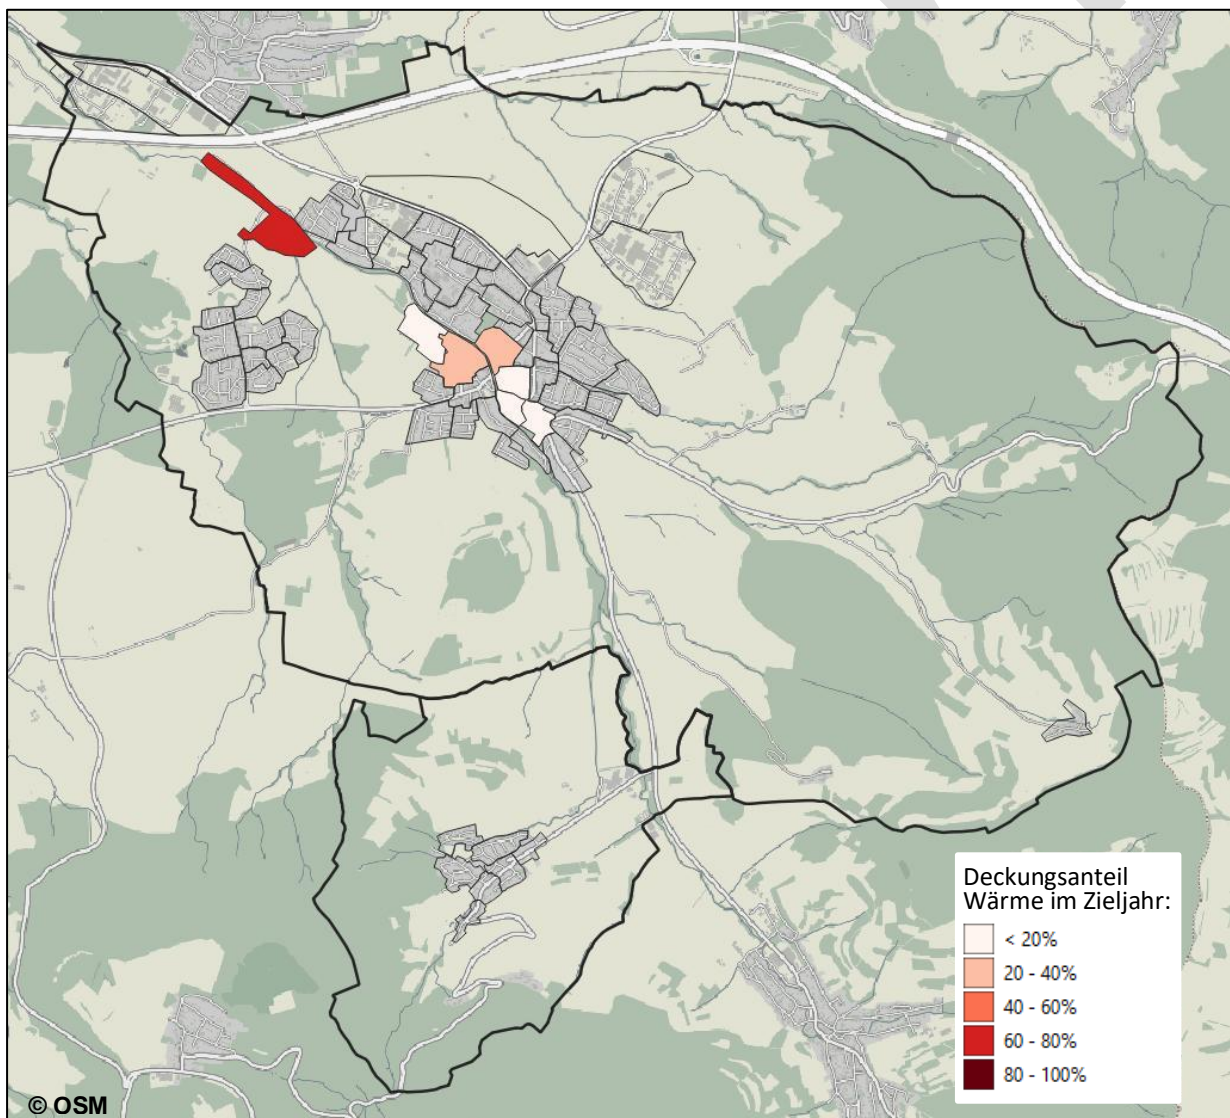 Deckungsanteil
Wärme im Zieljahr:
< 20%
20 - 40%
40 - 60%
60 - 80%
80 - 100%
© OSM